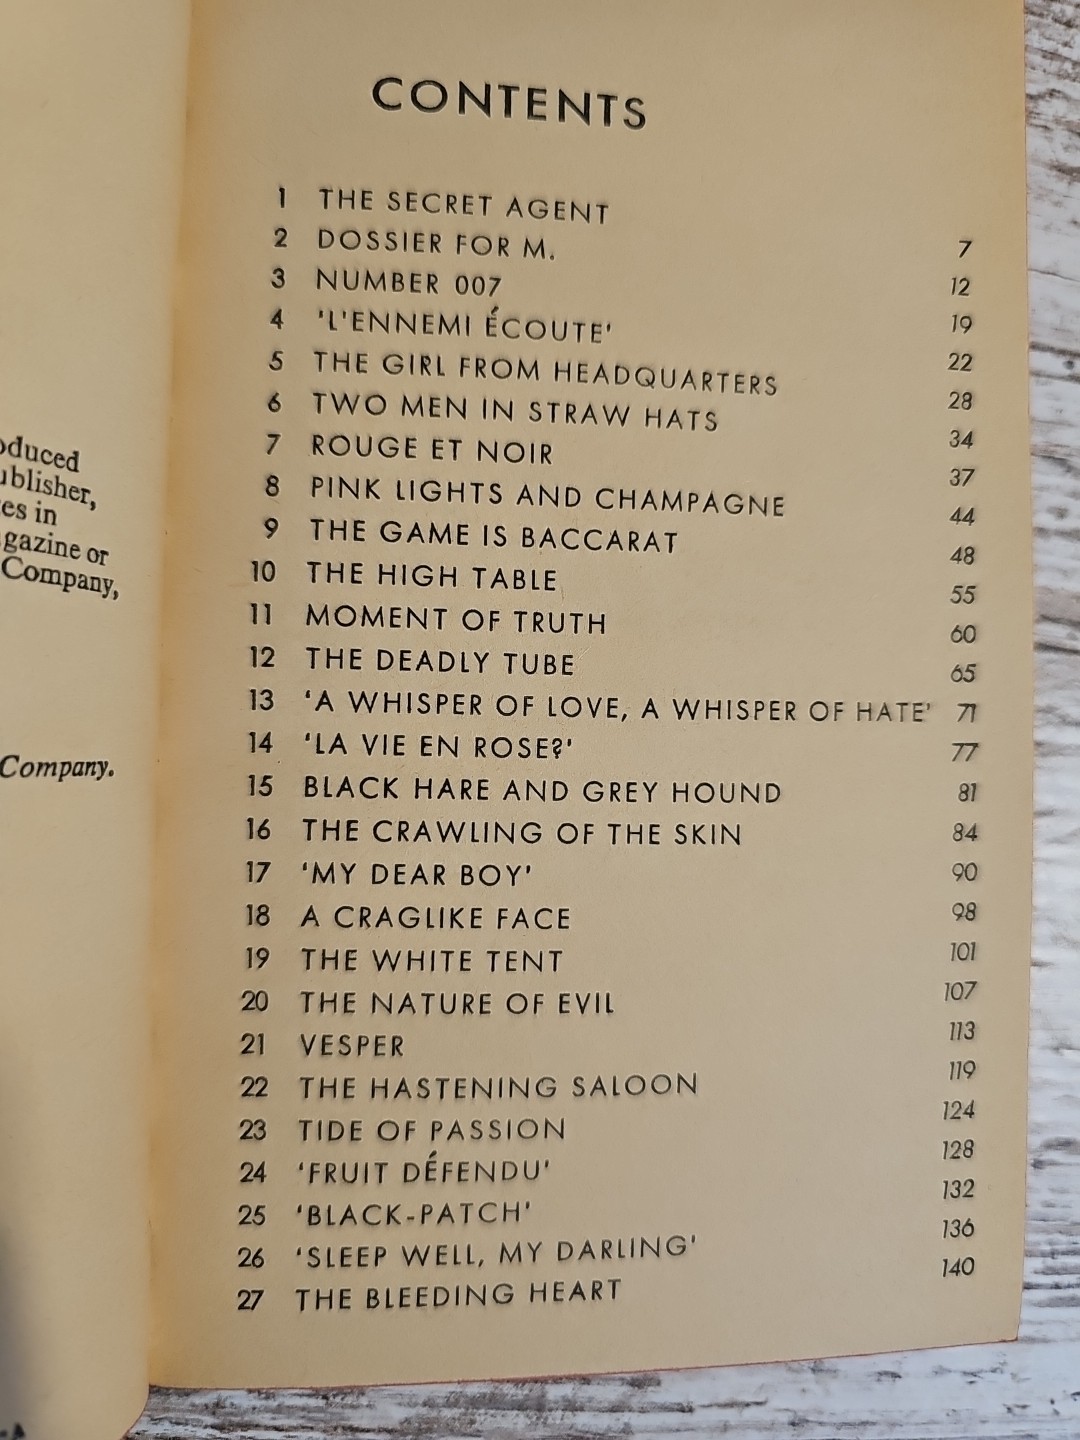 oduced
ublisher,
es in
gazine or
Company,
Company.
CONTENTS
1 THE SECRET AGENT 7
2 DOSSIER FOR M. 12
3 NUMBER 007 19
4 'L'ENNEMI ÉCOUTE' 22
5 THE GIRL FROM HEADQUARTERS 28
6 TWO MEN IN STRAW HATS 34
7 ROUGE ET NOIR 37
8 PINK LIGHTS AND CHAMPAGNE 44
9 THE GAME IS BACCARAT 48
10 THE HIGH TABLE 55
11 MOMENT OF TRUTH 60
12 THE DEADLY TUBE 65
13 'A WHISPER OF LOVE, A WHISPER OF HATE' 71
14 'LA VIE EN ROSE?' 77
15 BLACK HARE AND GREY HOUND 81
16 THE CRAWLING OF THE SKIN 84
17 'MY DEAR BOY' 90
18 A CRAGLIKE FACE 98
19 THE WHITE TENT 101
20 THE NATURE OF EVIL 107
21 VESPER 113
22 THE HASTENING SALOON 119
23 TIDE OF PASSION 124
24 'FRUIT DÉFENDU' 128
25 'BLACK-PATCH' 132
26 'SLEEP WELL, MY DARLING' 136
27 THE BLEEDING HEART 140